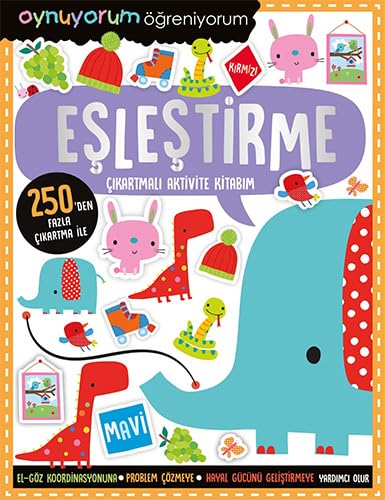 oynuyorum öğreniyorum
KIRMIZI
EŞLEŞTİRME
ÇIKARTMALI AKTİVİTE KİTABIM
250'DEN
FAZLA
ÇIKARTMA İLE
MAVİ
EL-GÖZ KOORDİNASYONUNA • PROBLEM ÇÖZMEYE • HAYAL GÜCÜNÜ GELİŞTİRMEYE YARDIMCI OLUR